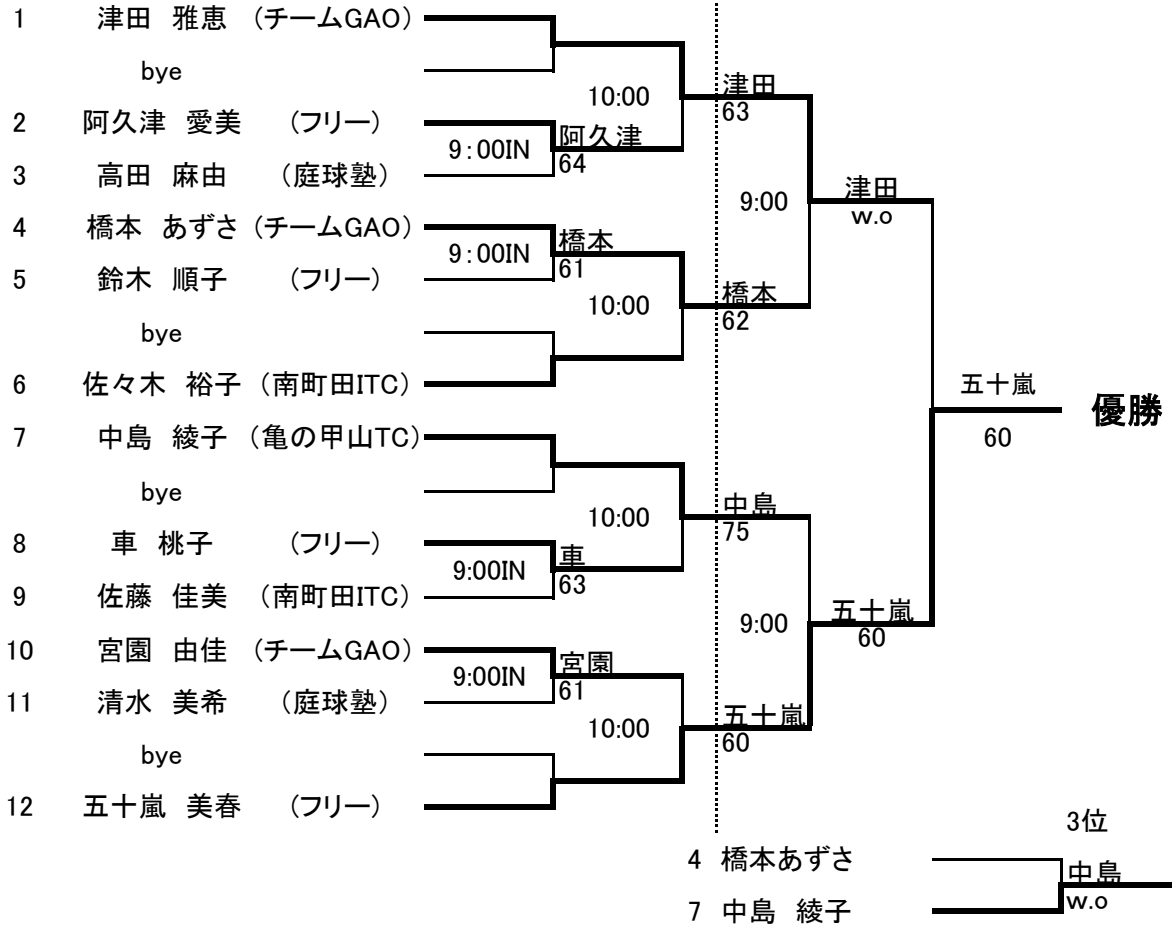 1 津田 雅恵 (チームGAO)
bye
2 阿久津 愛美 (フリー)
3 高田 麻由 (庭球塾)
4 橋本 あずさ (チームGAO)
5 鈴木 順子 (フリー)
bye
6 佐々木 裕子 (南町田ITC)
7 中島 綾子 (亀の甲山TC)
bye
8 車 桃子 (フリー)
9 佐藤 佳美 (南町田ITC)
10 宮園 由佳 (チームGAO)
11 清水 美希 (庭球塾)
bye
12 五十嵐 美春 (フリー)
9:00IN
9:00IN
9:00IN
9:00IN
阿久津
64
橋本
61
車
63
宮園
61
10:00
10:00
10:00
10:00
津田
63
橋本
62
中島
75
五十嵐
60
9:00
9:00
津田
w.o
五十嵐
60
五十嵐
60
優勝
3位
4 橋本あずさ
7 中島 綾子
中島
w.o